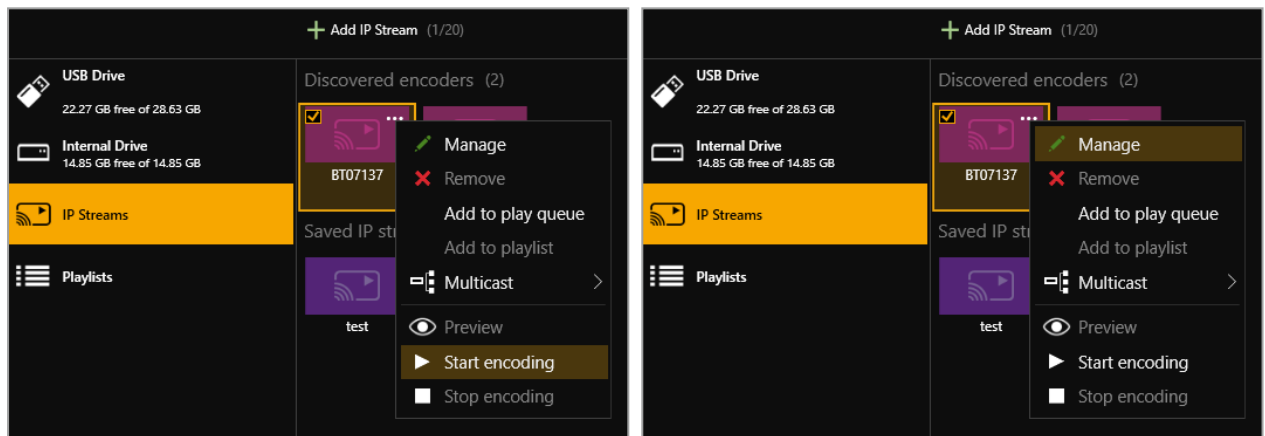 Add IP Stream (1/20)
USB Drive
22.27 GB free of 28.63 GB
Internal Drive
14.85 GB free of 14.85 GB
IP Streams
Playlists
Discovered encoders (2)
BT07137
Saved IP str
test
Manage
Remove
Add to play queue
Add to playlist
Multicast
Preview
Start encoding
Stop encoding
Add IP Stream (1/20)
USB Drive
22.27 GB free of 28.63 GB
Internal Drive
14.85 GB free of 14.85 GB
IP Streams
Playlists
Discovered encoders (2)
BT07137
Saved IP str
test
Manage
Remove
Add to play queue
Add to playlist
Multicast
Preview
Start encoding
Stop encoding